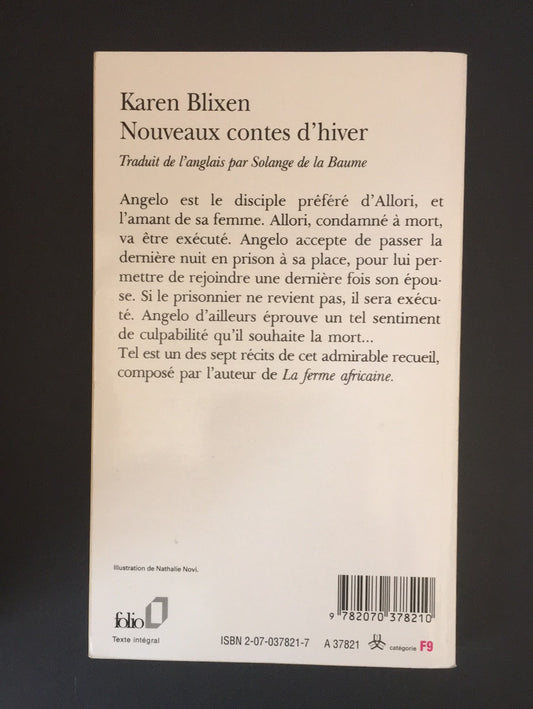 Karen Blixen
Nouveaux contes d'hiver
Traduit de l'anglais par Solange de la Baume
Angelo est le disciple préféré d'Allori, et
l'amant de sa femme. Allori, condamné à mort,
va être exécuté. Angelo accepte de passer la
dernière nuit en prison à sa place, pour lui per-
mettre de rejoindre une dernière fois son épou-
se. Si le prisonnier ne revient pas, il sera exécu-
té. Angelo d'ailleurs éprouve un tel sentiment
de culpabilité qu'il souhaite la mort...
Tel est un des sept récits de cet admirable recueil,
composé par l'auteur de La ferme africaine.
Illustration de Nathalie Novi.
9 782070 378210
folio
Texte intégral
ISBN 2-07-037821-7 A 37821 catégorie F9